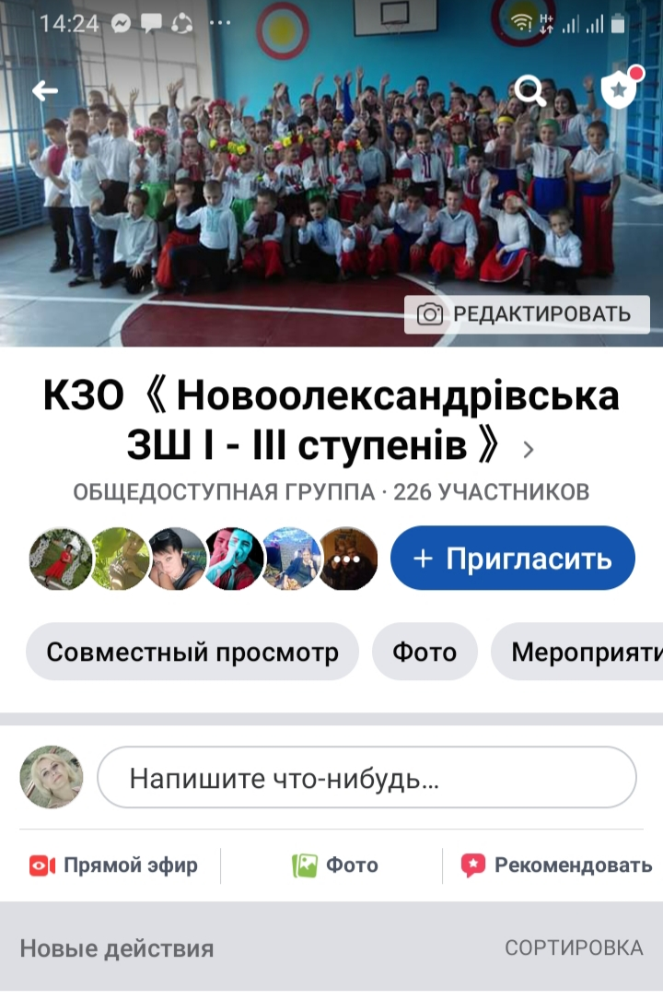 14:24
H+
РЕДАКТИРОВАТЬ
КЗО《 Новоолександрівська
ЗШ І - ІІІ ступенів 》 >
ОБЩЕДОСТУПНАЯ ГРУППА · 226 УЧАСТНИКОВ
+ Пригласить
Совместный просмотр Фото Мероприяти
Напишите что-нибудь...
Прямой эфир Фото Рекомендовать
Новые действия СОРТИРОВКА